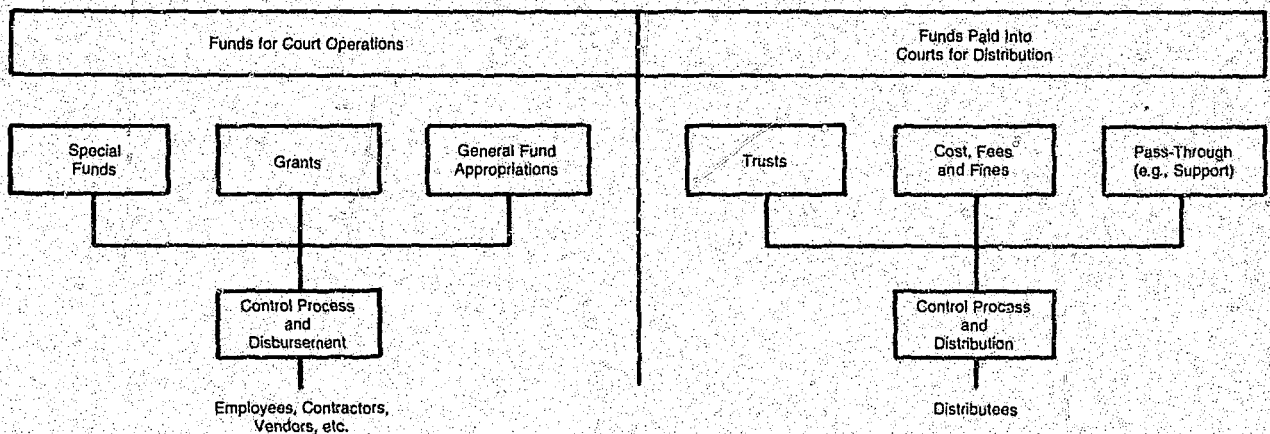 Funds for Court Operations
Funds Paid Into
Courts for Distribution
Special
Funds
Grants
General Fund
Appropriations
Trusts
Cost, Fees
and Fines
Pass-Through
(e.g., Support)
Control Process
and
Disbursement
Control Process
and
Distribution
Employees, Contractors,
Vendors, etc.
Distributees